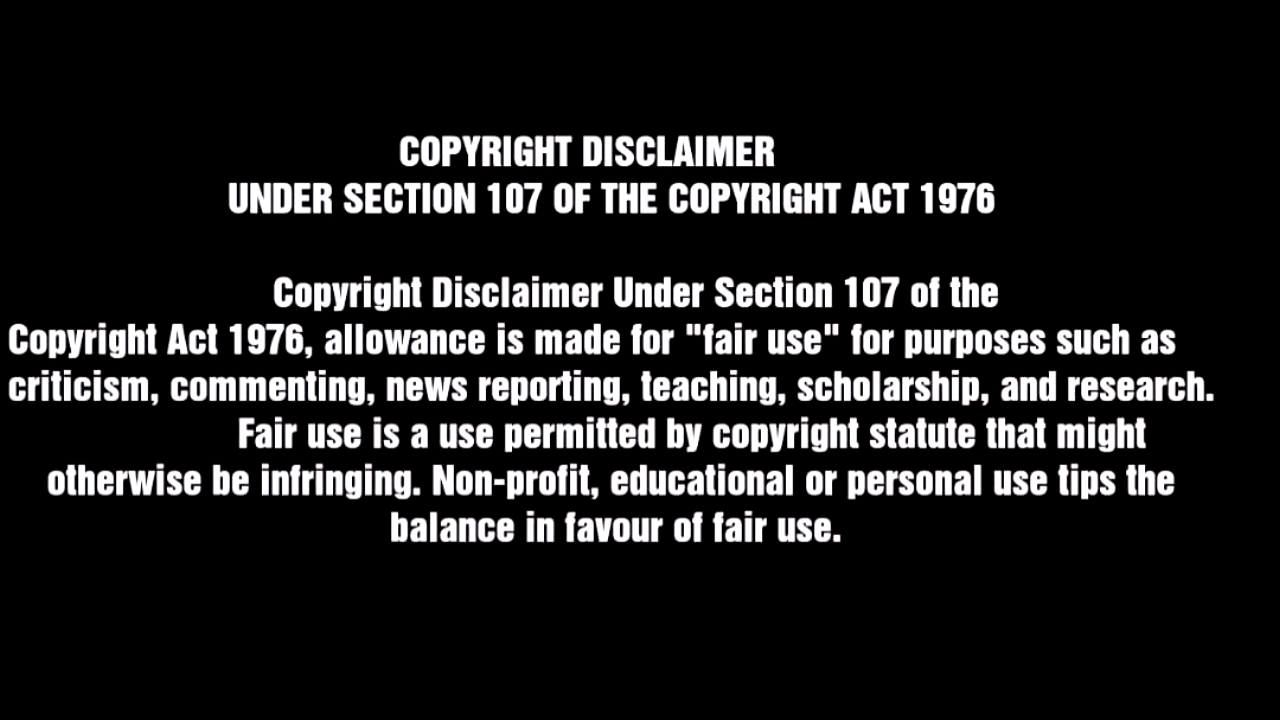 COPYRIGHT DISCLAIMER
UNDER SECTION 107 OF THE COPYRIGHT ACT 1976
Copyright Disclaimer Under Section 107 of the
Copyright Act 1976, allowance is made for "fair use" for purposes such as
criticism, commenting, news reporting, teaching, scholarship, and research.
Fair use is a use permitted by copyright statute that might
otherwise be infringing. Non-profit, educational or personal use tips the
balance in favour of fair use.